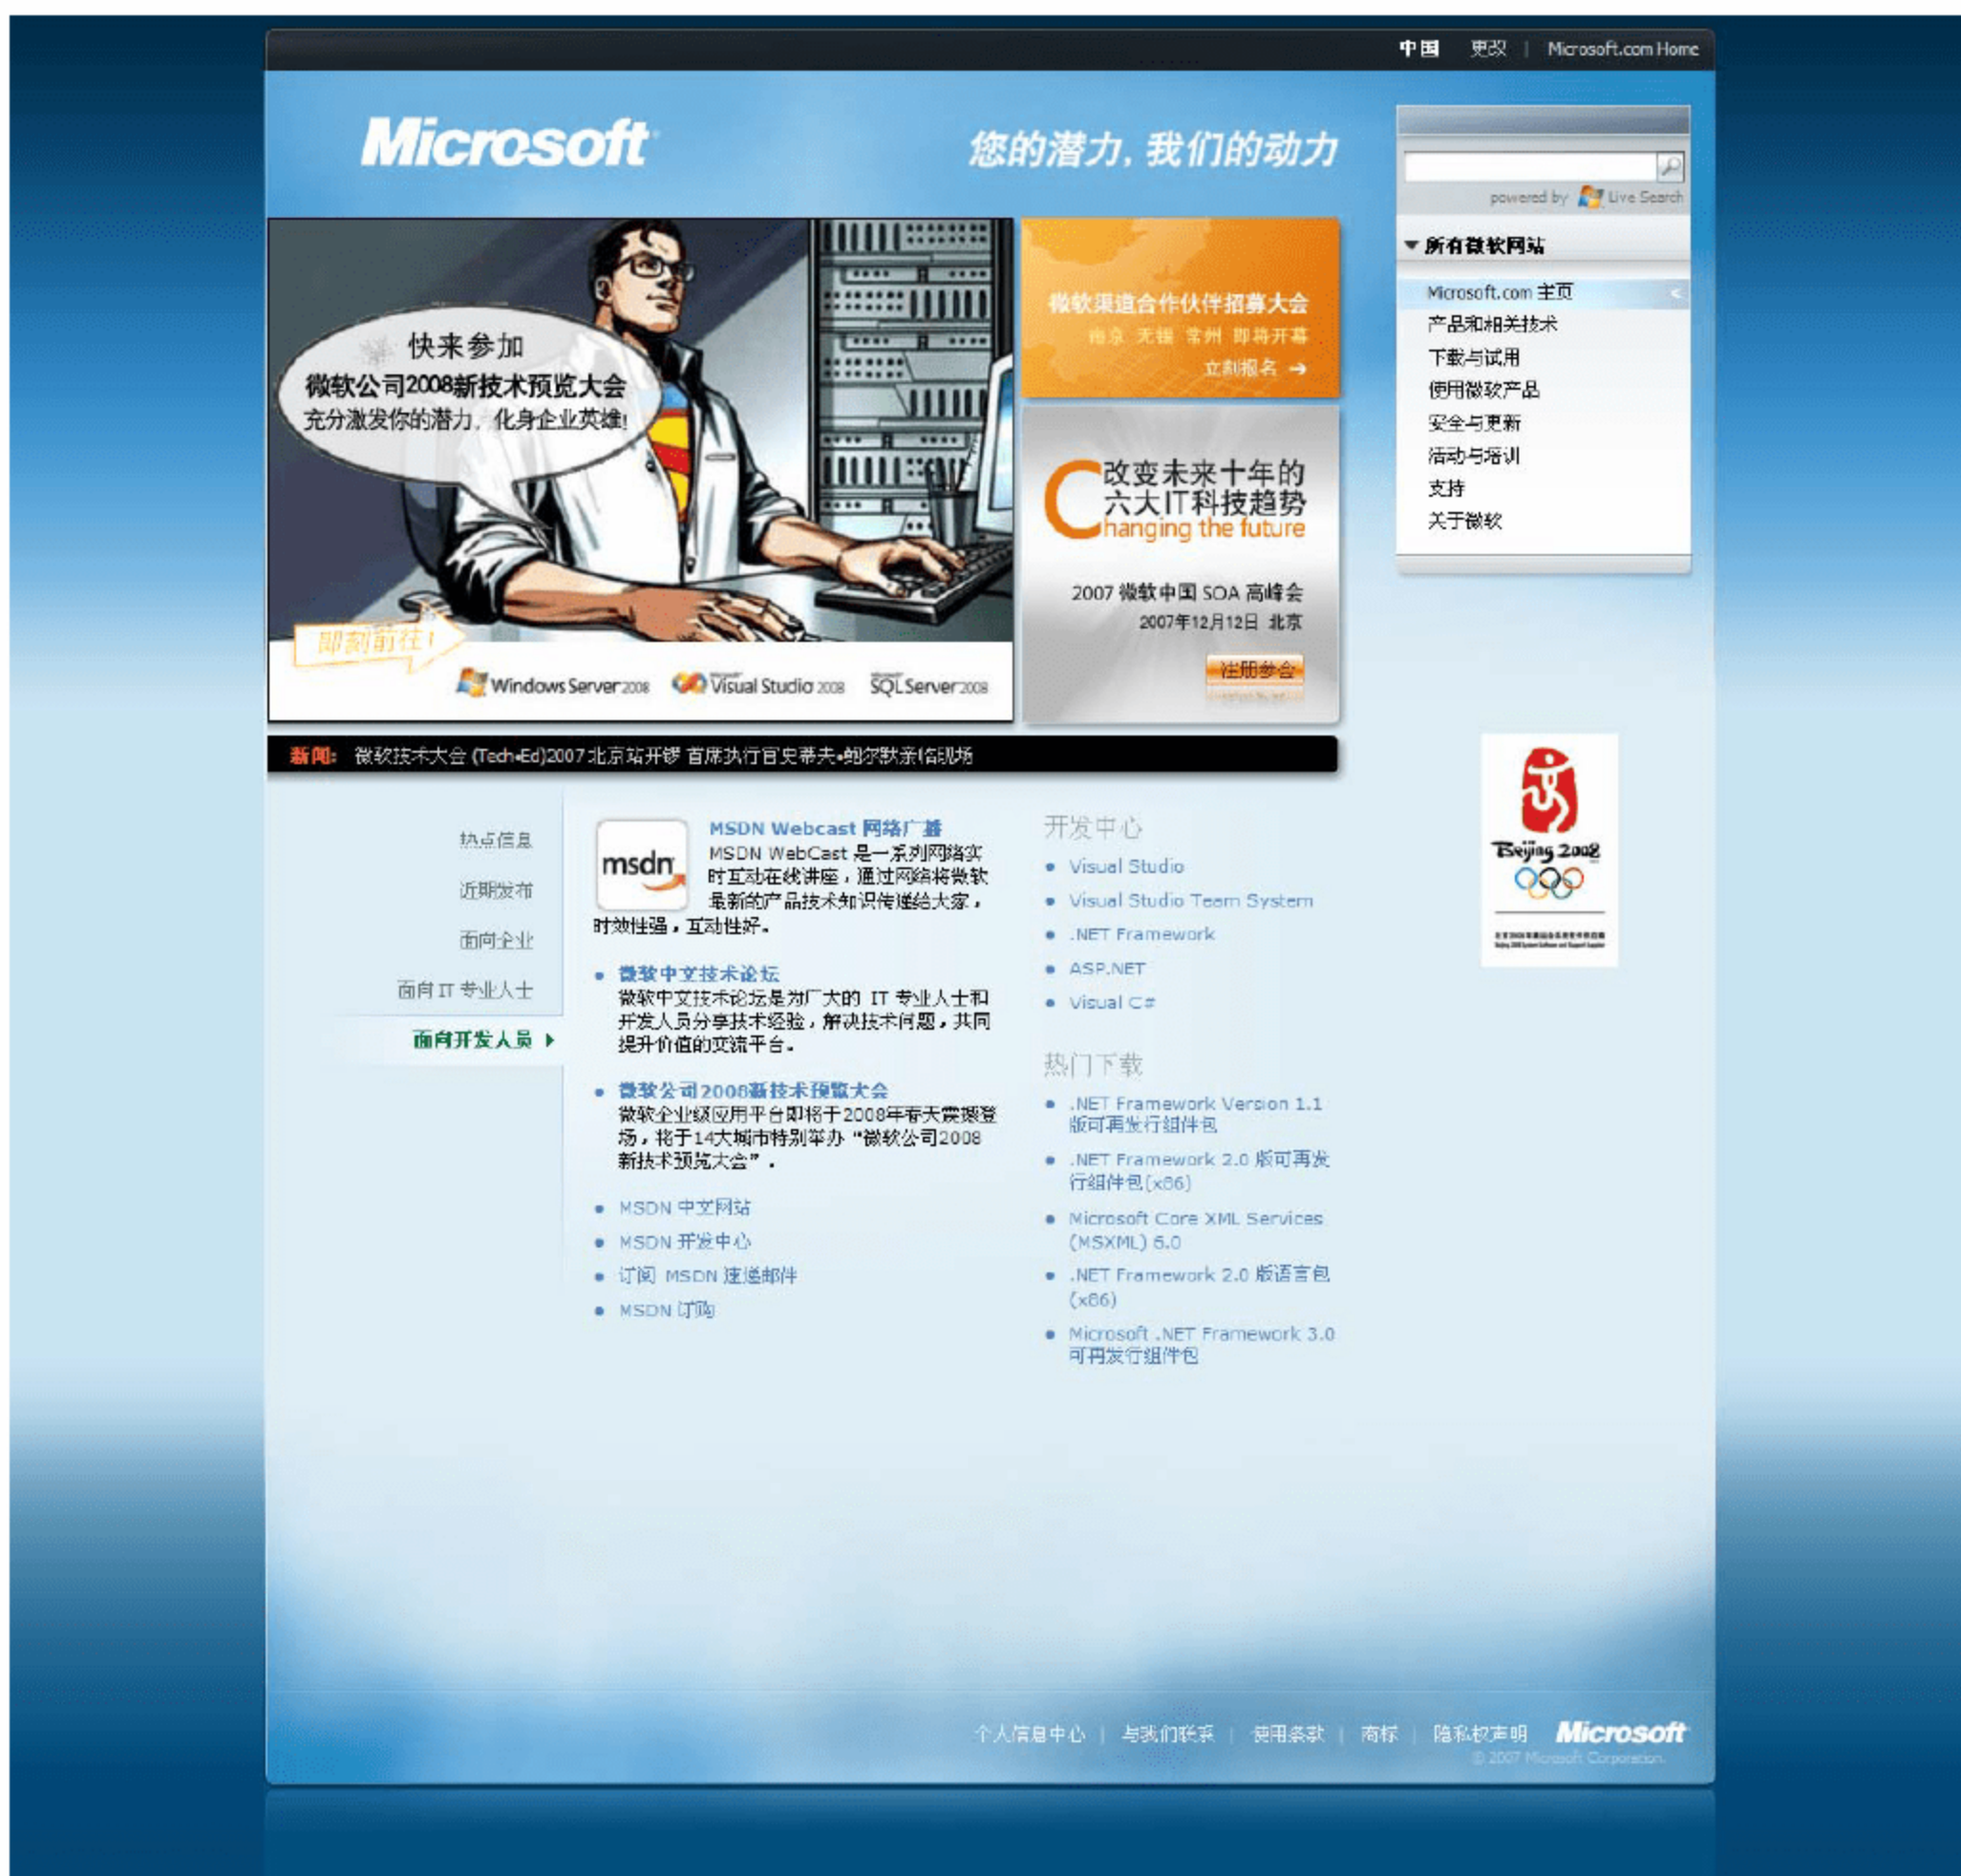 中国 更改 | Microsoft.com Home
Microsoft
您的潜力, 我们的动力
powered by Live Search
所有微软网站
Microsoft.com 主页
产品和相关技术
下载与试用
使用微软产品
安全与更新
活动与培训
支持
关于微软
快来参加
微软公司2008新技术预览大会
充分激发你的潜力, 化身企业英雄!
即刻前往!
Windows Server 2008 Microsoft Visual Studio 2008 Microsoft SQL Server 2008
微软渠道合作伙伴招募大会
南京 无锡 常州 即将开幕
立刻报名
改变未来十年的
六大IT科技趋势
Changing the future
2007 微软中国 SOA 高峰会
2007年12月12日 北京
注册参会
新闻: 微软技术大会 (Tech•Ed)2007 北京站开锣 首席执行官史蒂夫•鲍尔默亲临现场
热点信息
近期发布
面向企业
面向 IT 专业人士
面向开发人员
msdn
MSDN Webcast 网络广播
MSDN WebCast 是一系列网络实
时互动在线讲座，通过网络将微软
最新的产品技术知识传递给大家，
时效性强，互动性好。
微软中文技术论坛
微软中文技术论坛是为广大的 IT 专业人士和
开发人员分享技术经验，解决技术问题，共同
提升价值的交流平台。
微软公司2008新技术预览大会
微软企业级应用平台即将于2008年春天震撼登
场，将于14大城市特别举办“微软公司2008
新技术预览大会”。
MSDN 中文网站
MSDN 开发中心
订阅 MSDN 速递邮件
MSDN 订购
开发中心
Visual Studio
Visual Studio Team System
.NET Framework
ASP.NET
Visual C#
热门下载
.NET Framework Version 1.1
版可再发行组件包
.NET Framework 2.0 版可再发
行组件包(x86)
Microsoft Core XML Services
(MSXML) 6.0
.NET Framework 2.0 版语言包
(x86)
Microsoft .NET Framework 3.0
可再发行组件包
Beijing 2008
个人信息中心 | 与我们联系 | 使用条款 | 商标 | 隐私权声明 Microsoft
© 2007 Microsoft Corporation.